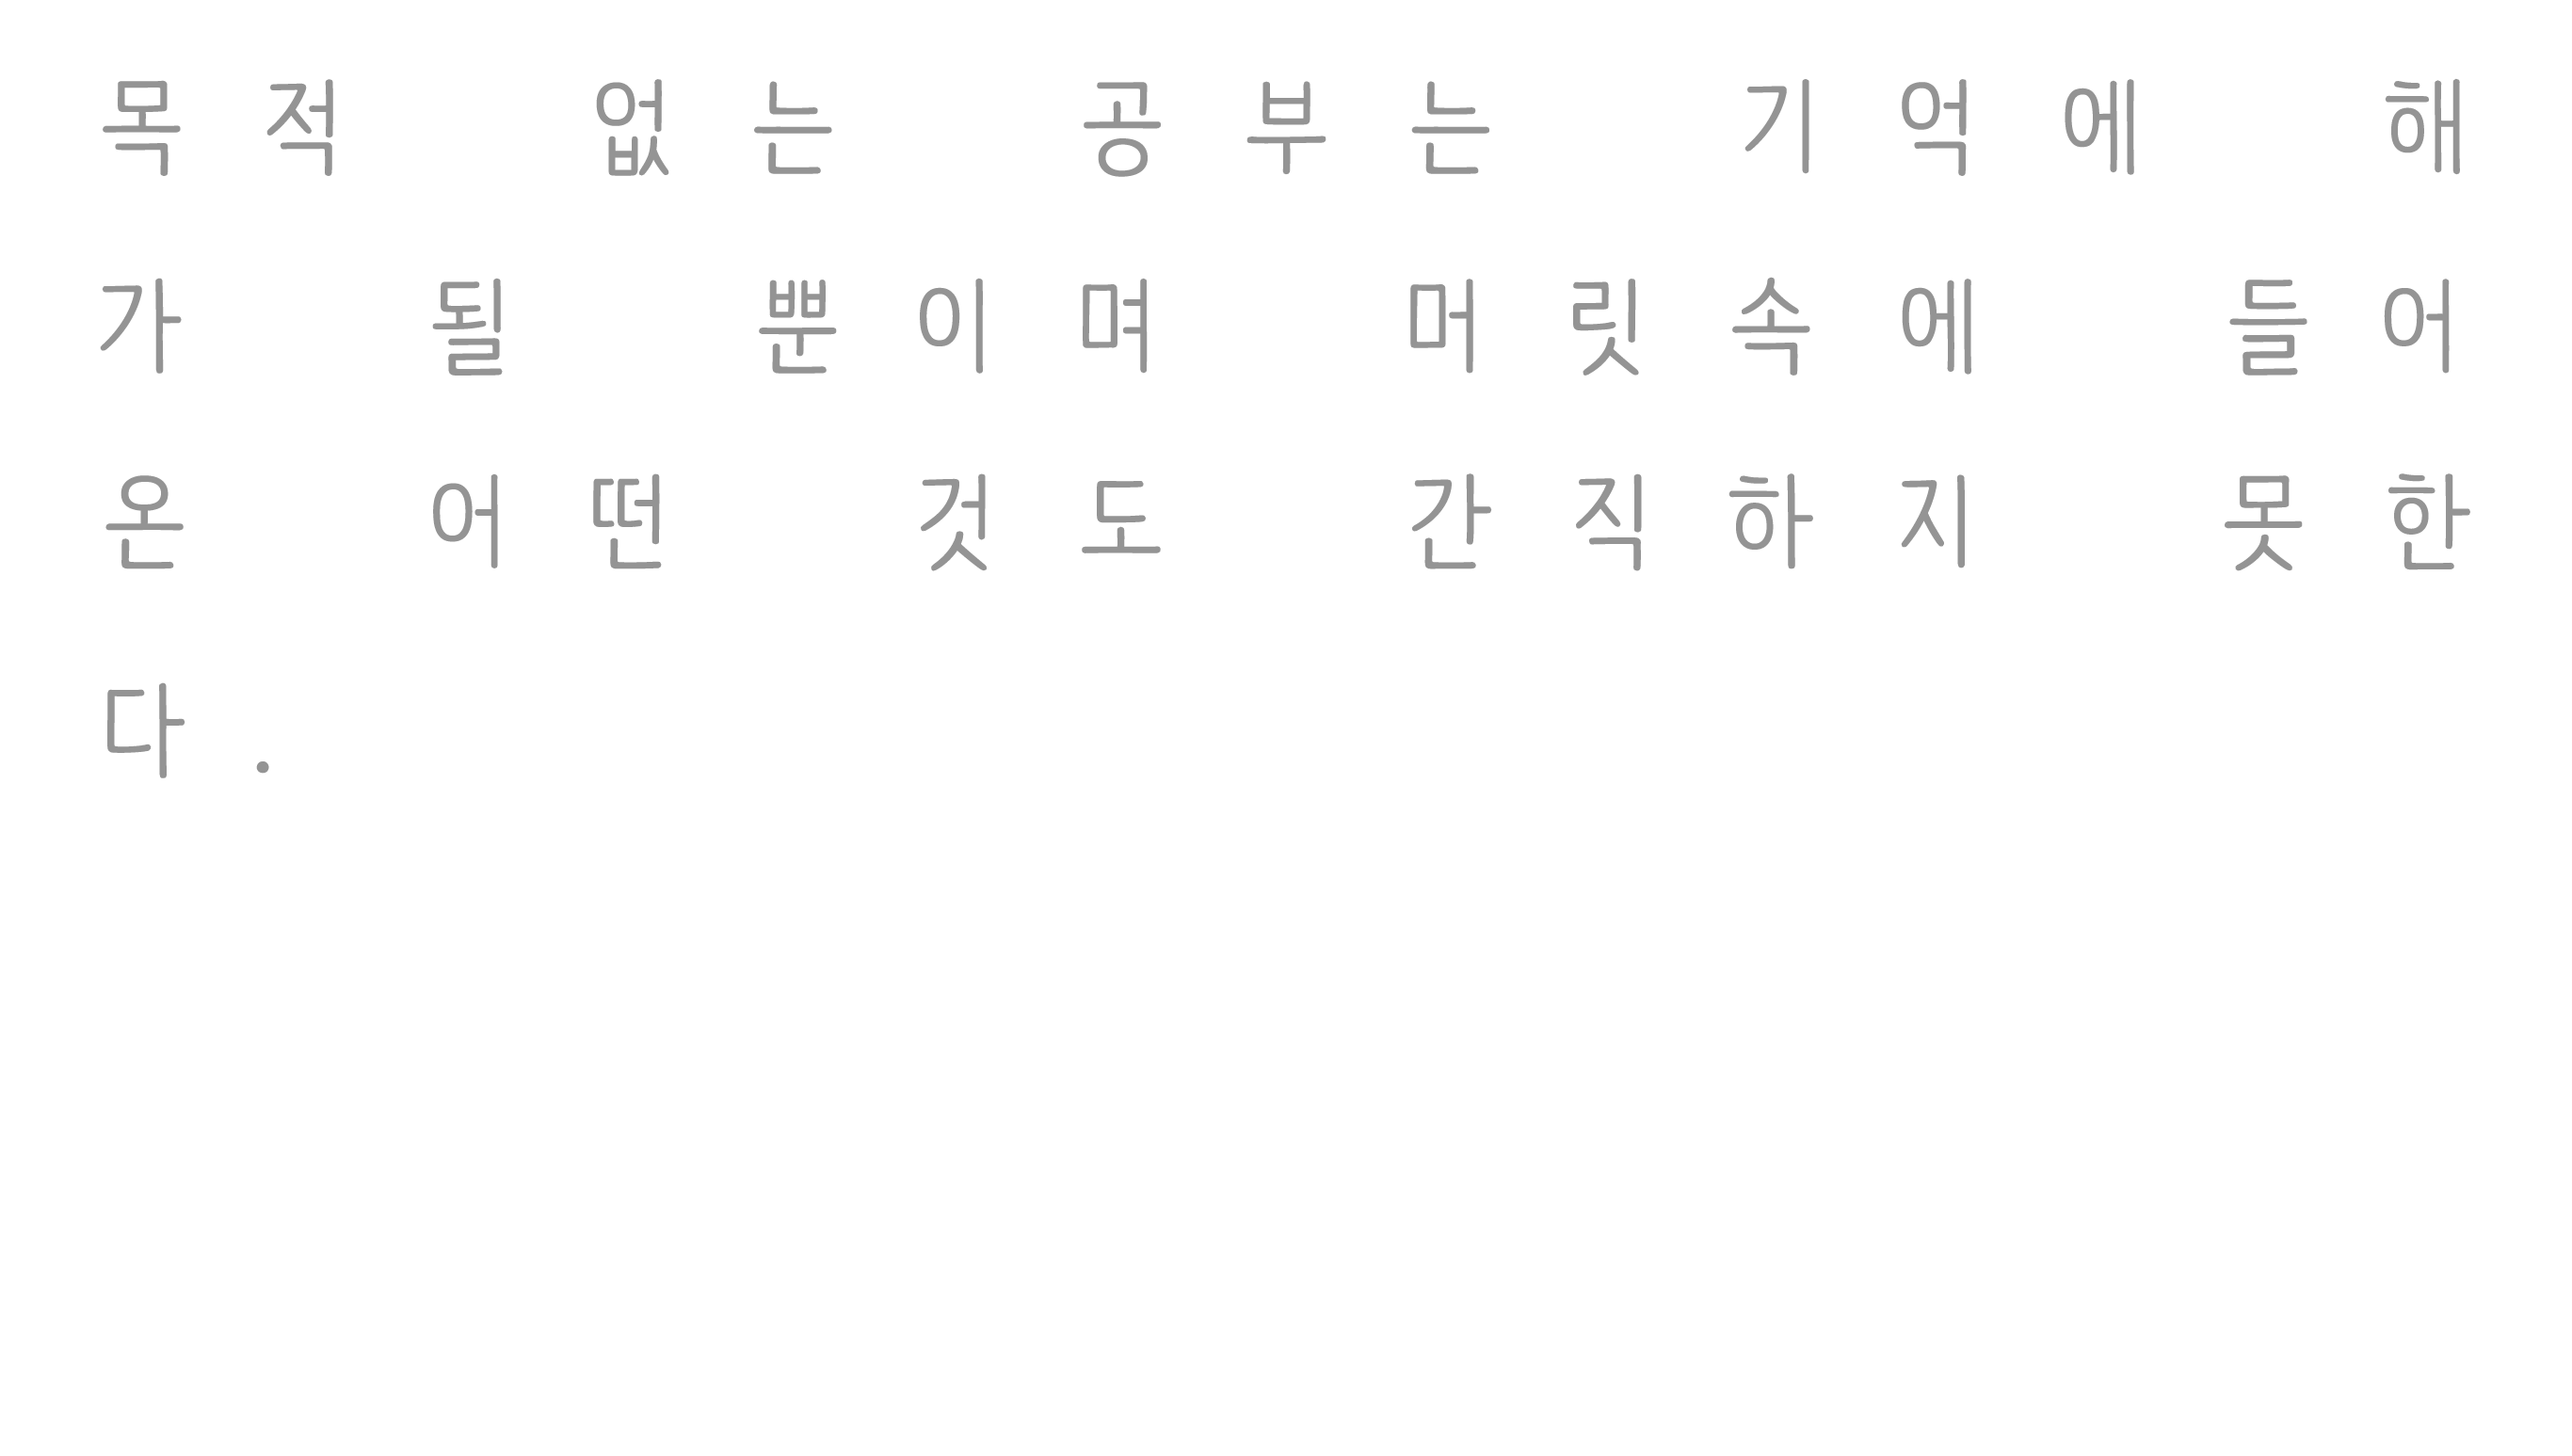 목적 없는 공부는 기억에 해
가 될 뿐이며 머릿속에 들어
온 어떤 것도 간직하지 못한
다.